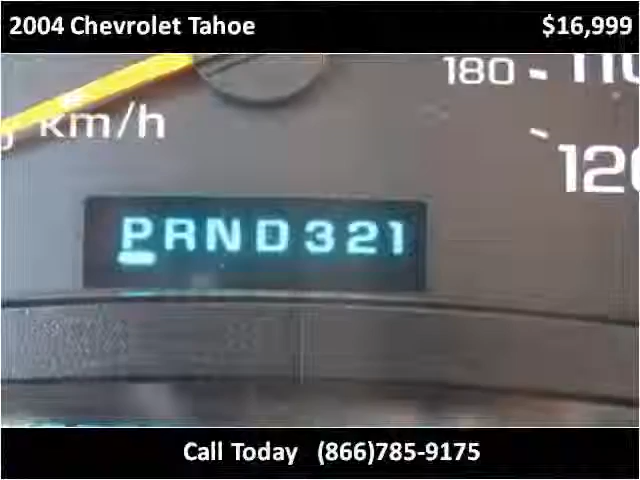 2004 Chevrolet Tahoe $16,999
180
km/h
120
PRND321
Call Today (866)785-9175